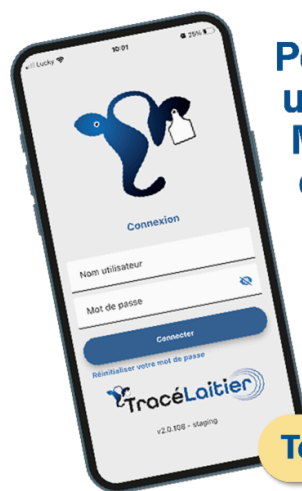 Lucky
10:01
25%
Connexion
Nom utilisateur
Mot de passe
Connecter
Réinitialiser votre mot de passe
TracéLaitier
v2.0.108 - staging